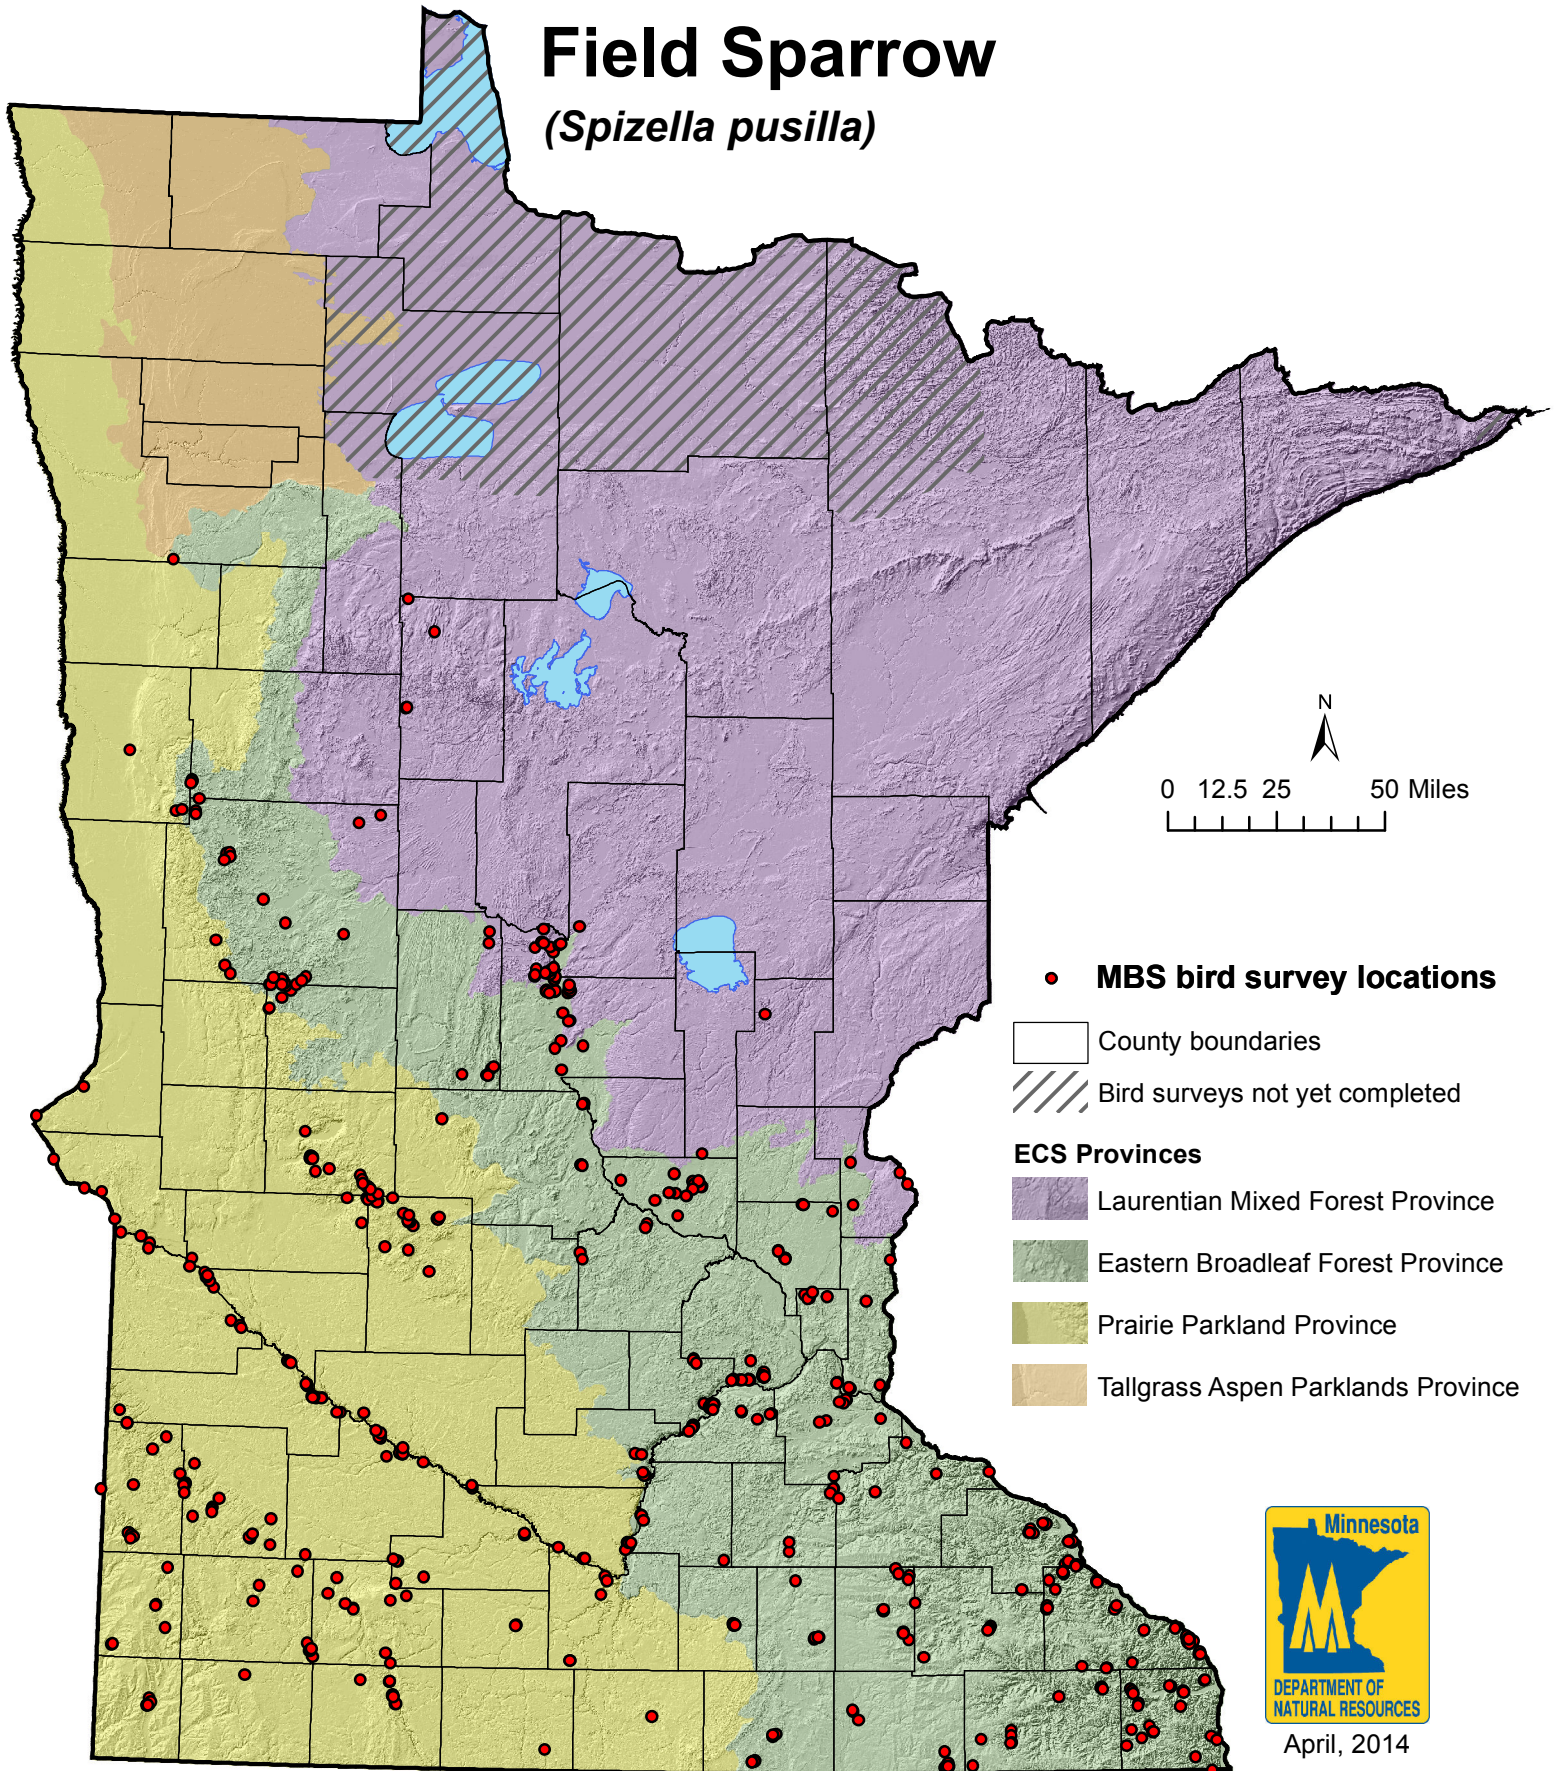 Field Sparrow
(Spizella pusilla)
N
0 12.5 25 50 Miles
MBS bird survey locations
County boundaries
Bird surveys not yet completed
ECS Provinces
Laurentian Mixed Forest Province
Eastern Broadleaf Forest Province
Prairie Parkland Province
Tallgrass Aspen Parklands Province
Minnesota
DEPARTMENT OF
NATURAL RESOURCES
April, 2014